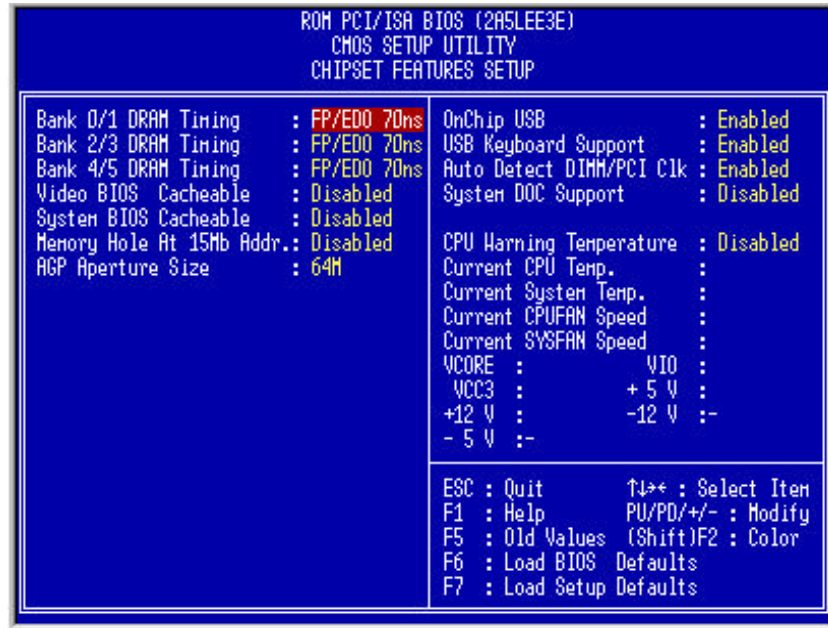 ROM PCI/ISA BIOS (2A5LEE3E)
CMOS SETUP UTILITY
CHIPSET FEATURES SETUP
Bank 0/1 DRAM Timing : FP/EDO 70ns
Bank 2/3 DRAM Timing : FP/EDO 70ns
Bank 4/5 DRAM Timing : FP/EDO 70ns
Video BIOS Cacheable : Disabled
System BIOS Cacheable : Disabled
Memory Hole At 15Mb Addr.: Disabled
AGP Aperture Size : 64M
OnChip USB : Enabled
USB Keyboard Support : Enabled
Auto Detect DIMM/PCI Clk : Enabled
System DOC Support : Disabled
CPU Warning Temperature : Disabled
Current CPU Temp. :
Current System Temp. :
Current CPUFAN Speed :
Current SYSFAN Speed :
VCORE : VIO :
VCC3 : + 5 V :
+12 V : -12 V :-
- 5 V :-
ESC : Quit ↑↓→← : Select Item
F1 : Help PU/PD/+/- : Modify
F5 : Old Values (Shift)F2 : Color
F6 : Load BIOS Defaults
F7 : Load Setup Defaults